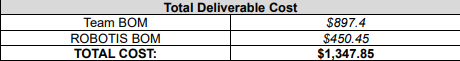 Total Deliverable Cost
Team BOM $897.4
ROBOTIS BOM $450.45
TOTAL COST: $1,347.85